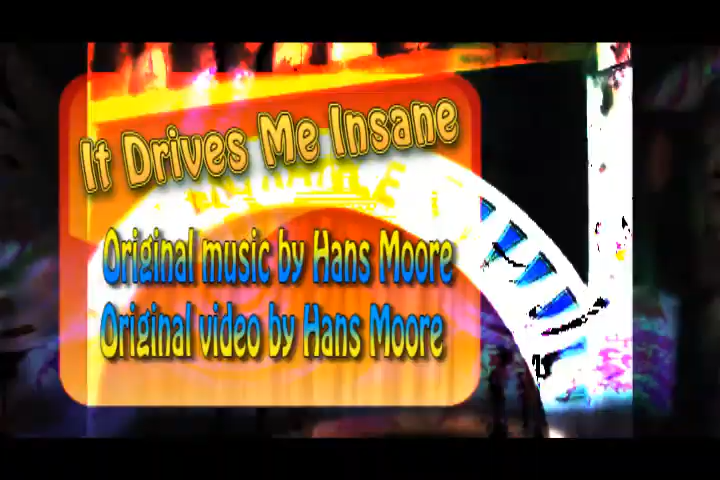 It Drives Me Insane
Original music by Hans Moore
Original video by Hans Moore